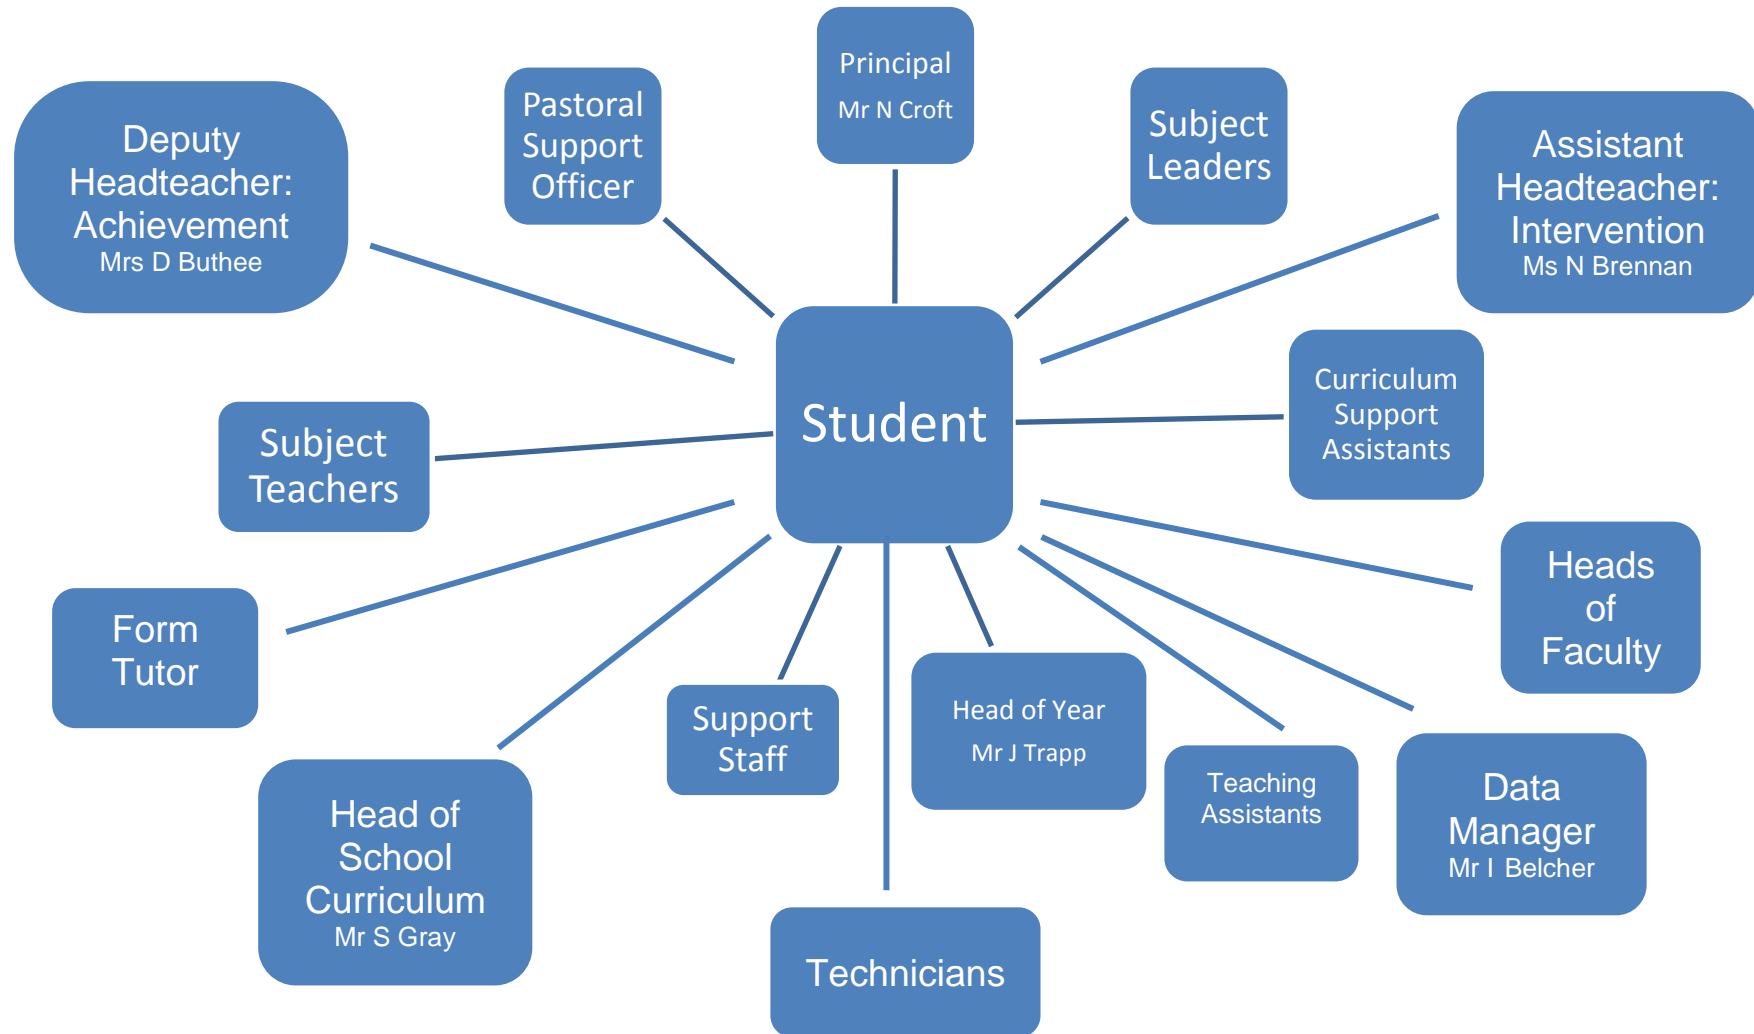 Principal
Mr N Croft
Pastoral
Support
Officer
Subject
Leaders
Deputy
Headteacher:
Achievement
Mrs D Buthee
Assistant
Headteacher:
Intervention
Ms N Brennan
Student
Curriculum
Support
Assistants
Subject
Teachers
Heads
of
Faculty
Form
Tutor
Support
Staff
Head of Year
Mr J Trapp
Teaching
Assistants
Data
Manager
Mr I Belcher
Head of
School
Curriculum
Mr S Gray
Technicians